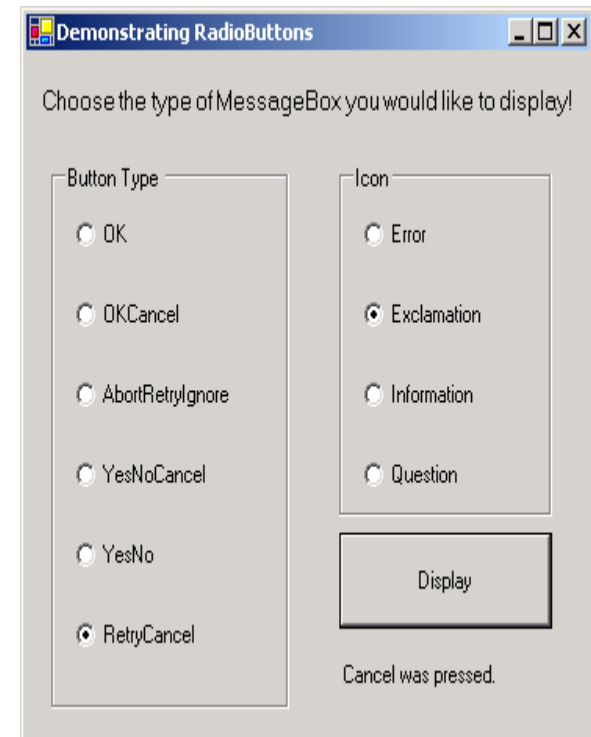 Demonstrating RadioButtons
Choose the type of MessageBox you would like to display!
Button Type
OK
OKCancel
AbortRetryIgnore
YesNoCancel
YesNo
RetryCancel
Icon
Error
Exclamation
Information
Question
Display
Cancel was pressed.